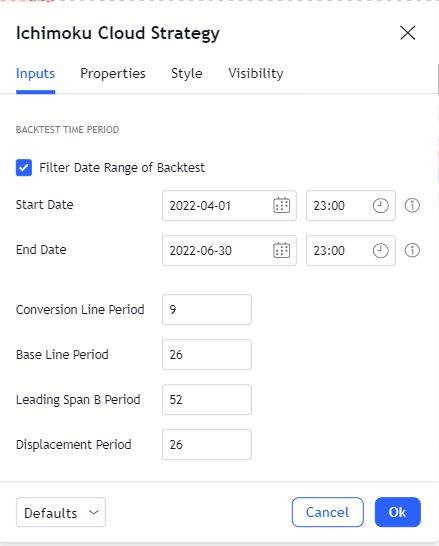 Ichimoku Cloud Strategy
Inputs Properties Style Visibility
BACKTEST TIME PERIOD
Filter Date Range of Backtest
Start Date 2022-04-01 23:00
End Date 2022-06-30 23:00
Conversion Line Period 9
Base Line Period 26
Leading Span B Period 52
Displacement Period 26
Defaults Cancel Ok